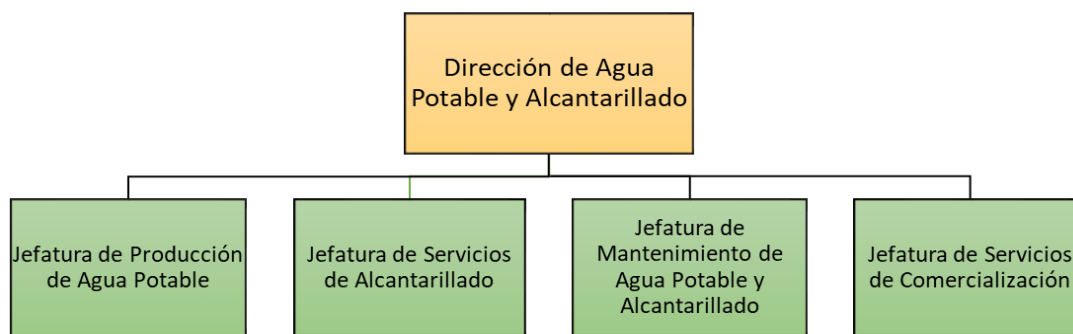 Dirección de Agua
Potable y Alcantarillado
Jefatura de Producción
de Agua Potable
Jefatura de Servicios
de Alcantarillado
Jefatura de
Mantenimiento de
Agua Potable y
Alcantarillado
Jefatura de Servicios
de Comercialización